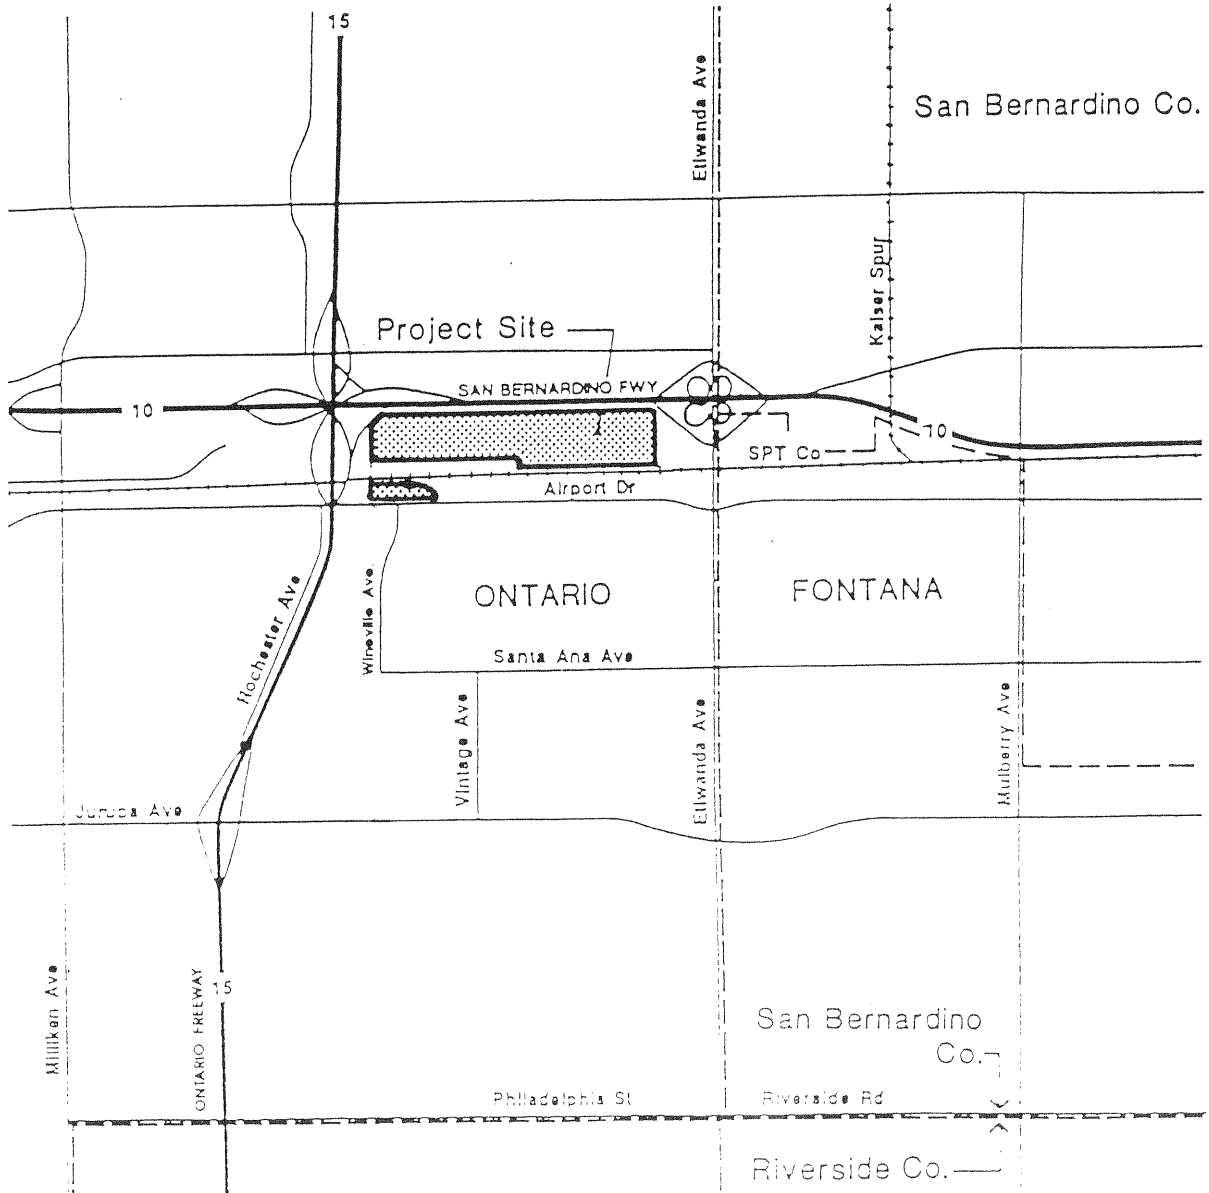 15
Etiwanda Ave
San Bernardino Co.
Kaiser Spur
Project Site
SAN BERNARDINO FWY
10
10
SPT Co
Airport Dr
Rochester Ave
Wineville Ave
ONTARIO
FONTANA
Santa Ana Ave
Vintage Ave
Etiwanda Ave
Mulberry Ave
Jurupa Ave
Milliken Ave
ONTARIO FREEWAY
15
San Bernardino
Co.
Philadelphia St
Riverside Rd
Riverside Co.